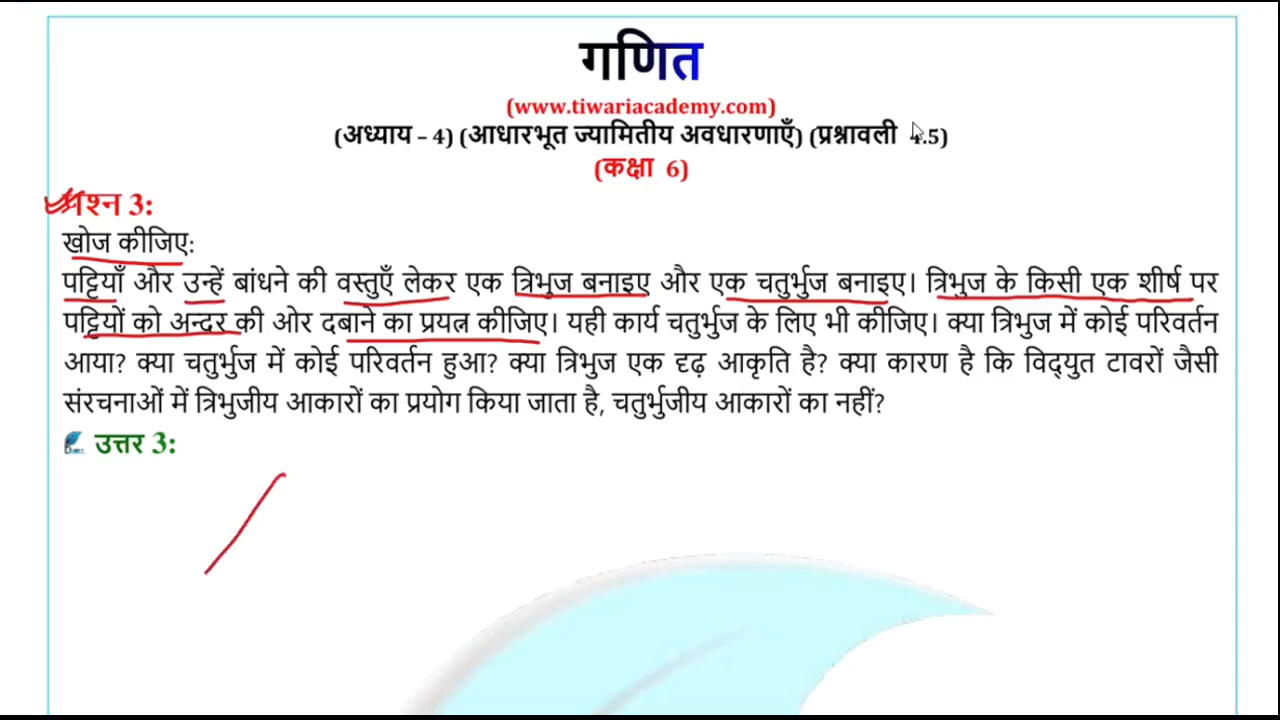 गणित
(www.tiwariacademy.com)
(अध्याय – 4) (आधारभूत ज्यामितीय अवधारणाएँ) (प्रश्नावली 4.5)
(कक्षा 6)
प्रश्न 3:
खोज कीजिए:
पट्टियाँ और उन्हें बांधने की वस्तुएँ लेकर एक त्रिभुज बनाइए और एक चतुर्भुज बनाइए। त्रिभुज के किसी एक शीर्ष पर
पट्टियों को अन्दर की ओर दबाने का प्रयत्न कीजिए। यही कार्य चतुर्भुज के लिए भी कीजिए। क्या त्रिभुज में कोई परिवर्तन
आया? क्या चतुर्भुज में कोई परिवर्तन हुआ? क्या त्रिभुज एक दृढ़ आकृति है? क्या कारण है कि विद्युत टावरों जैसी
संरचनाओं में त्रिभुजीय आकारों का प्रयोग किया जाता है, चतुर्भुजीय आकारों का नहीं?
उत्तर 3: